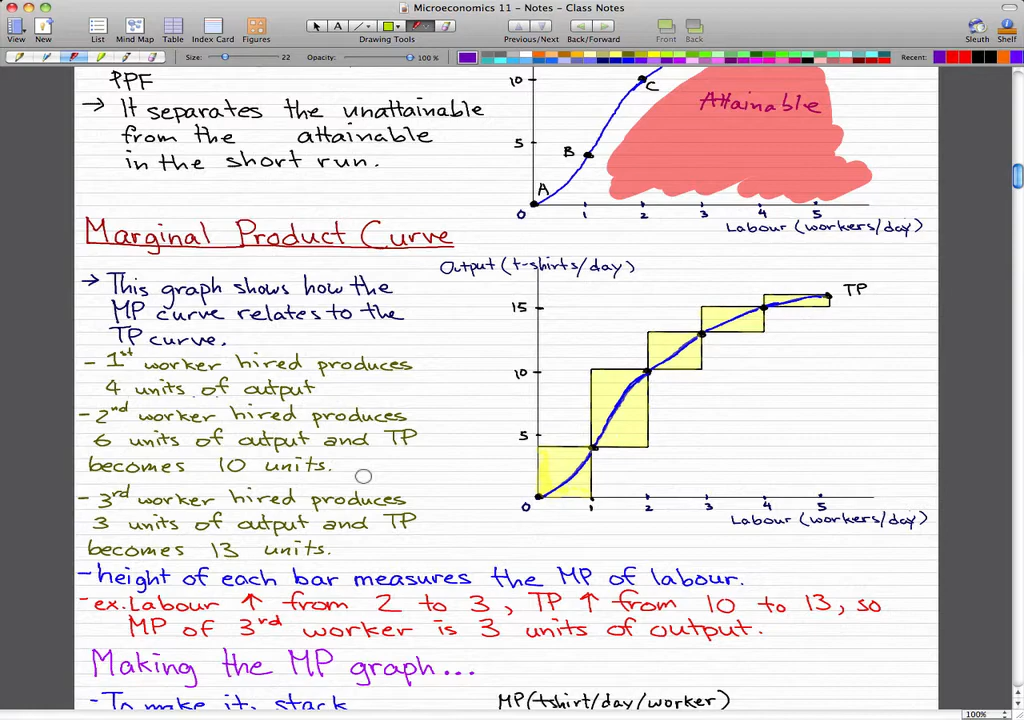 Microeconomics 11 - Notes - Class Notes
View New List Mind Map Table Index Card Figures Drawing Tools Previous/Next Back/Forward Front Back Sleuth Shelf
A
Size: 22 Opacity: 100 % Recent:
PPF
→ It separates the unattainable
from the attainable
in the short run.
10
5
0
A
B
C
Attainable
1 2 3 4 5
Labour (workers/day)
Marginal Product Curve
→ This graph shows how the
MP curve relates to the
TP curve.
- 1st worker hired produces
4 units of output
- 2nd worker hired produces
6 units of output and TP
becomes 10 units.
- 3rd worker hired produces
3 units of output and TP
becomes 13 units.
Output (t-shirts/day)
15
10
5
0
TP
1 2 3 4 5
Labour (workers/day)
- height of each bar measures the MP of labour.
- ex. Labour ↑ from 2 to 3, TP ↑ from 10 to 13, so
MP of 3rd worker is 3 units of output.
Making the MP graph...
- To make it, stack
MP (tshirt/day/worker)
100%